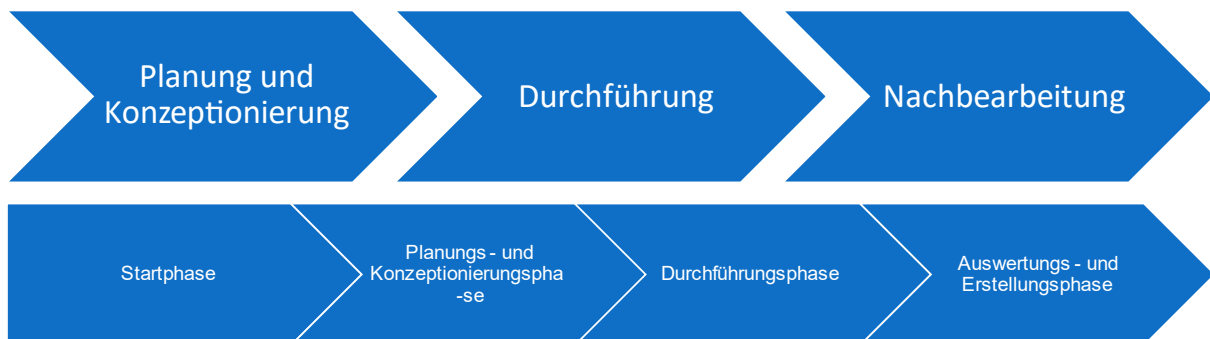 Planung und
Konzeptionierung
Durchführung
Nachbearbeitung
Startphase
Planungs - und
Konzeptionierungspha
-se
Durchführungsphase
Auswertungs - und
Erstellungsphase